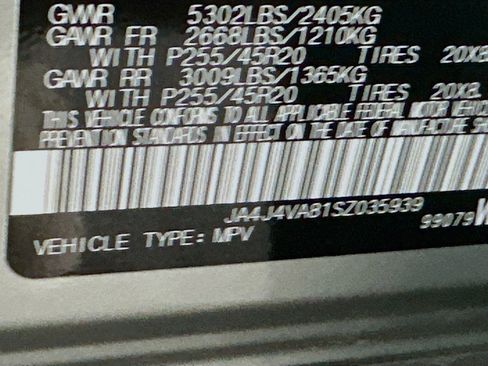 GVWR 5302LBS/2405KG
GAWR FR 2668LBS/1210KG
WITH P255/45R20 TIRES 20X8.
GAWR RR 3009LBS/1365KG
WITH P255/45R20 TIRES 20X8.
THIS VEHICLE CONFORMS TO ALL APPLICABLE FEDERAL MOTOR VEHICLE
PREVENTION STANDARDS IN EFFECT ON THE DATE OF MANUFACTURE SH
JA4J4VA81SZ035939
99079
VEHICLE TYPE: MPV